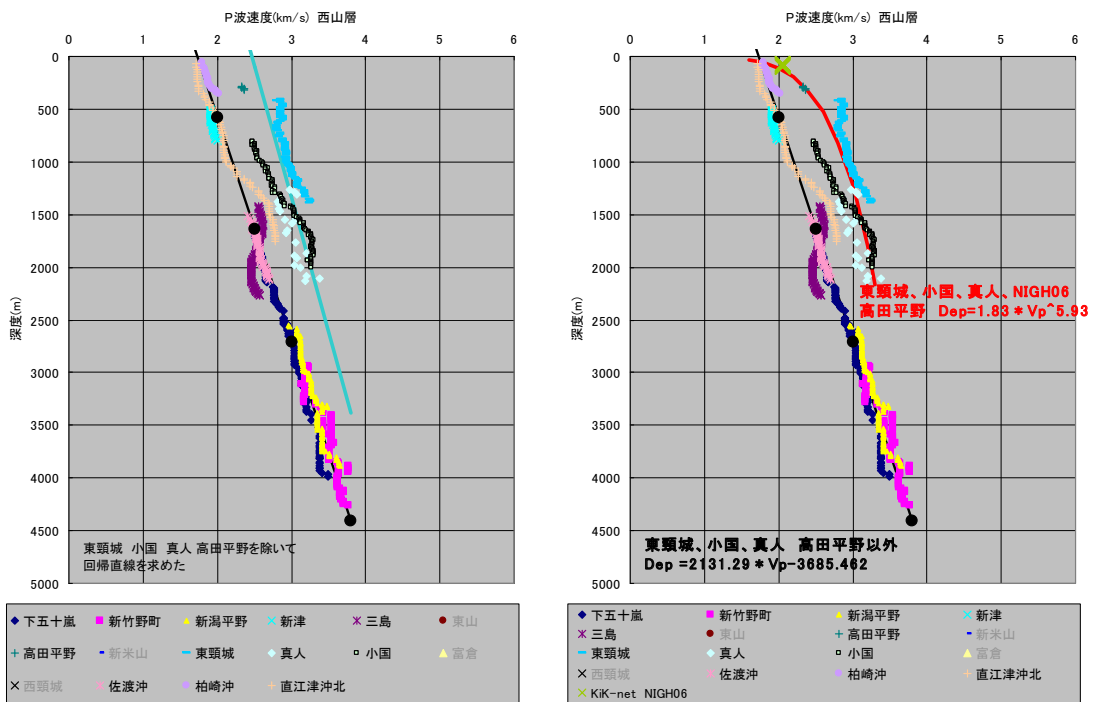 P波速度(km/s) 西山層
0 1 2 3 4 5 6
0
500
1000
1500
2000
2500
3000
3500
4000
4500
5000
深度(m)
東頸城 小国 真人 高田平野を除いて
回帰直線を求めた
下五十嵐 新竹野町 新潟平野 新津 三島 東山
高田平野 新米山 東頸城 真人 小国 富倉
西頸城 佐渡沖 柏崎沖 直江津沖北
P波速度(km/s) 西山層
0 1 2 3 4 5 6
0
500
1000
1500
2000
2500
3000
3500
4000
4500
5000
深度(m)
東頸城、小国、真人、NIGH06
高田平野 Dep=1.83*Vp^5.93
東頸城、小国、真人 高田平野以外
Dep =2131.29*Vp-3685.462
下五十嵐 新竹野町 新潟平野 新津
三島 東山 高田平野 新米山
東頸城 真人 小国 富倉
西頸城 佐渡沖 柏崎沖 直江津沖北
KiK-net NIGH06